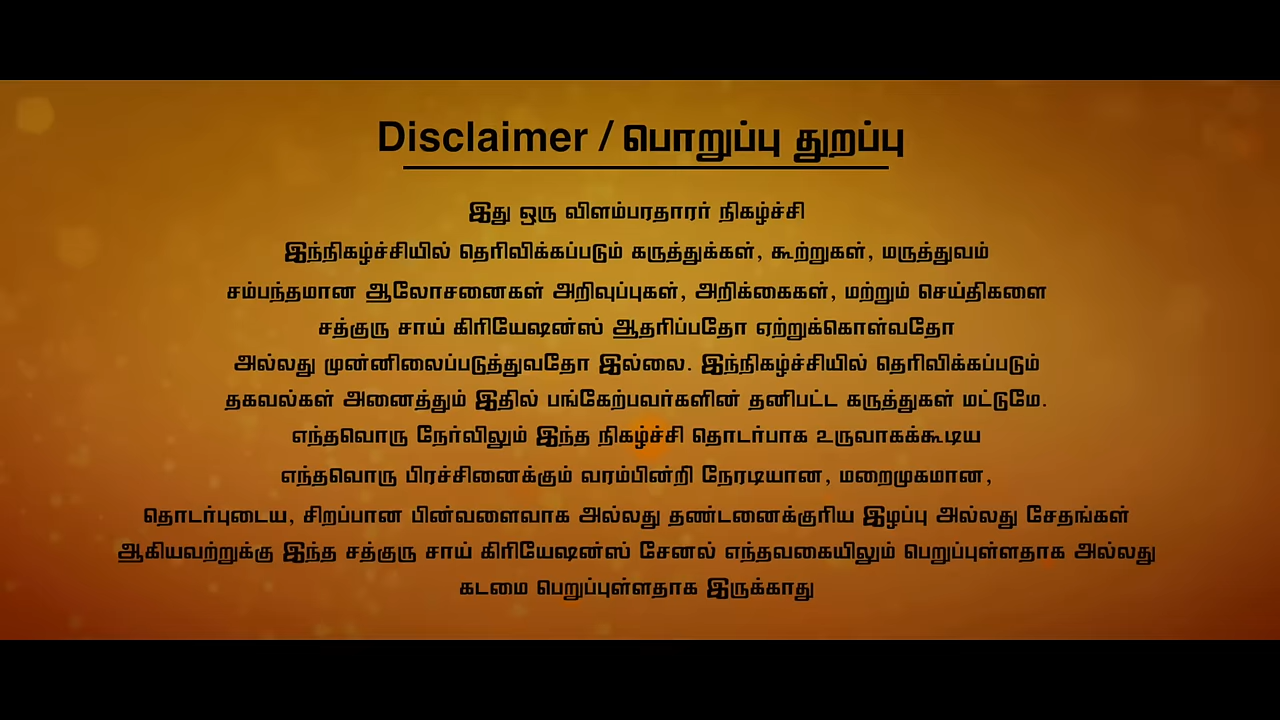 Disclaimer / பொறுப்பு துறப்பு
இது ஒரு விளம்பரதாரர் நிகழ்ச்சி
இந்நிகழ்ச்சியில் தெரிவிக்கப்படும் கருத்துக்கள், கூற்றுகள், மருத்துவம்
சம்பந்தமான ஆலோசனைகள் அறிவுப்புகள், அறிக்கைகள், மற்றும் செய்திகளை
சத்குரு சாய் கிரியேஷன்ஸ் ஆதரிப்பதோ ஏற்றுக்கொள்வதோ
அல்லது முன்னிலைப்படுத்துவதோ இல்லை. இந்நிகழ்ச்சியில் தெரிவிக்கப்படும்
தகவல்கள் அனைத்தும் இதில் பங்கேற்பவர்களின் தனிபட்ட கருத்துகள் மட்டுமே.
எந்தவொரு நேர்விலும் இந்த நிகழ்ச்சி தொடர்பாக உருவாகக்கூடிய
எந்தவொரு பிரச்சினைக்கும் வரம்பின்றி நேரடியான, மறைமுகமான,
தொடர்புடைய, சிறப்பான பின்வளைவாக அல்லது தண்டனைக்குரிய இழப்பு அல்லது சேதங்கள்
ஆகியவற்றுக்கு இந்த சத்குரு சாய் கிரியேஷன்ஸ் சேனல் எந்தவகையிலும் பெறுப்புள்ளதாக அல்லது
கடமை பெறுப்புள்ளதாக இருக்காது